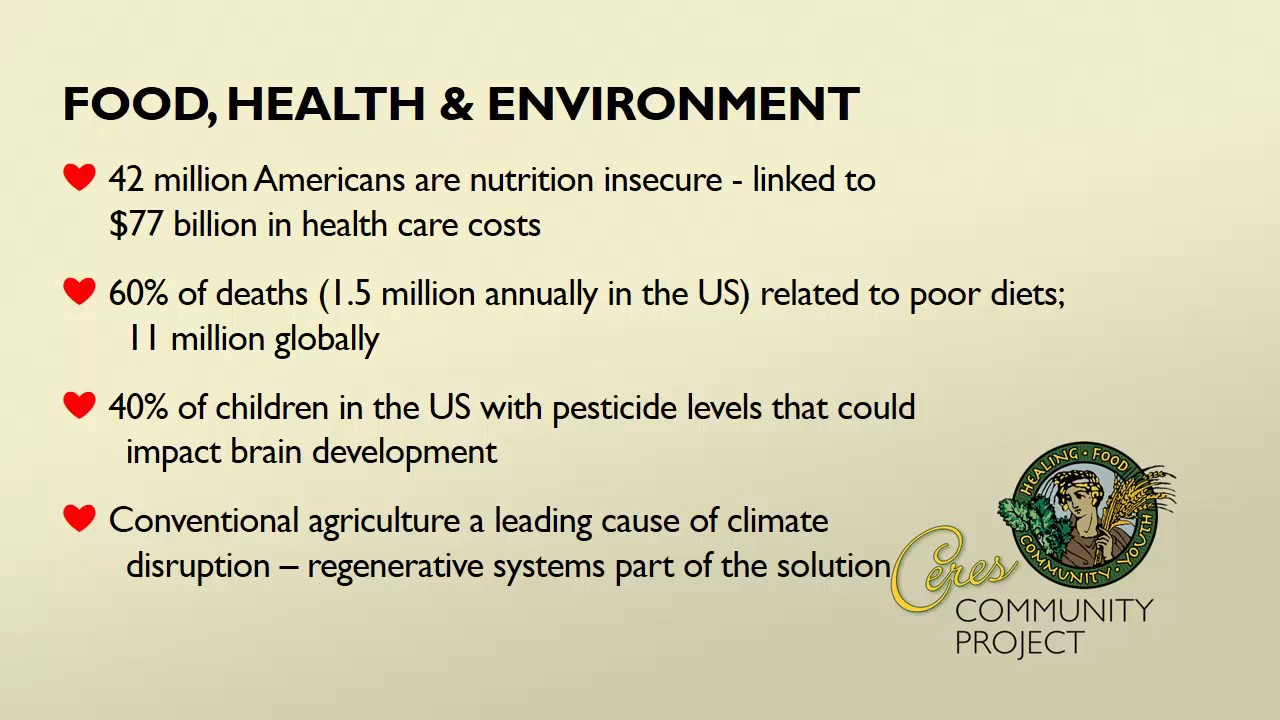 FOOD, HEALTH & ENVIRONMENT
42 million Americans are nutrition insecure - linked to
$77 billion in health care costs
60% of deaths (1.5 million annually in the US) related to poor diets;
11 million globally
40% of children in the US with pesticide levels that could
impact brain development
Conventional agriculture a leading cause of climate
disruption – regenerative systems part of the solution
HEALING · FOOD
COMMUNITY · YOUTH
Ceres
COMMUNITY
PROJECT